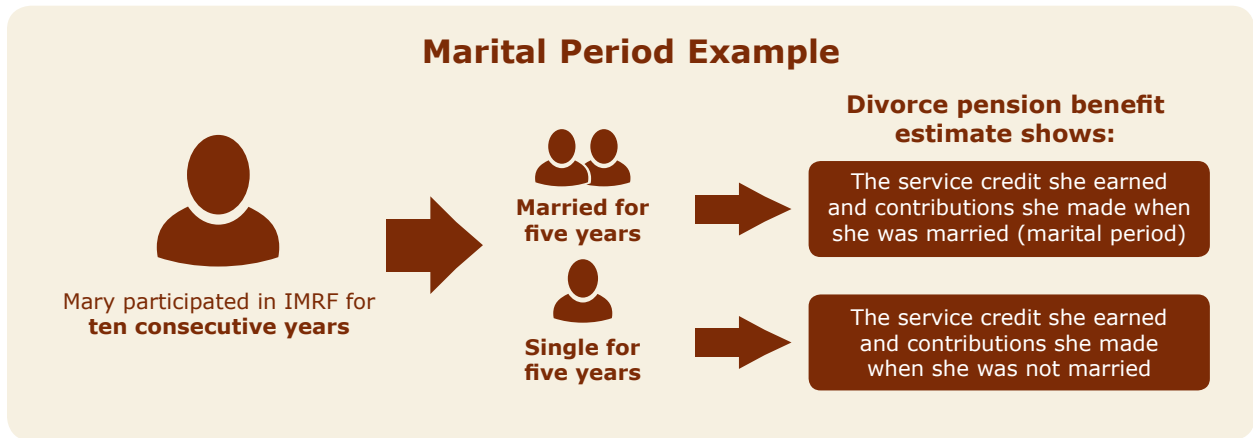 Marital Period Example
Mary participated in IMRF for
ten consecutive years
Married for
five years
Single for
five years
Divorce pension benefit
estimate shows:
The service credit she earned
and contributions she made when
she was married (marital period)
The service credit she earned
and contributions she made
when she was not married